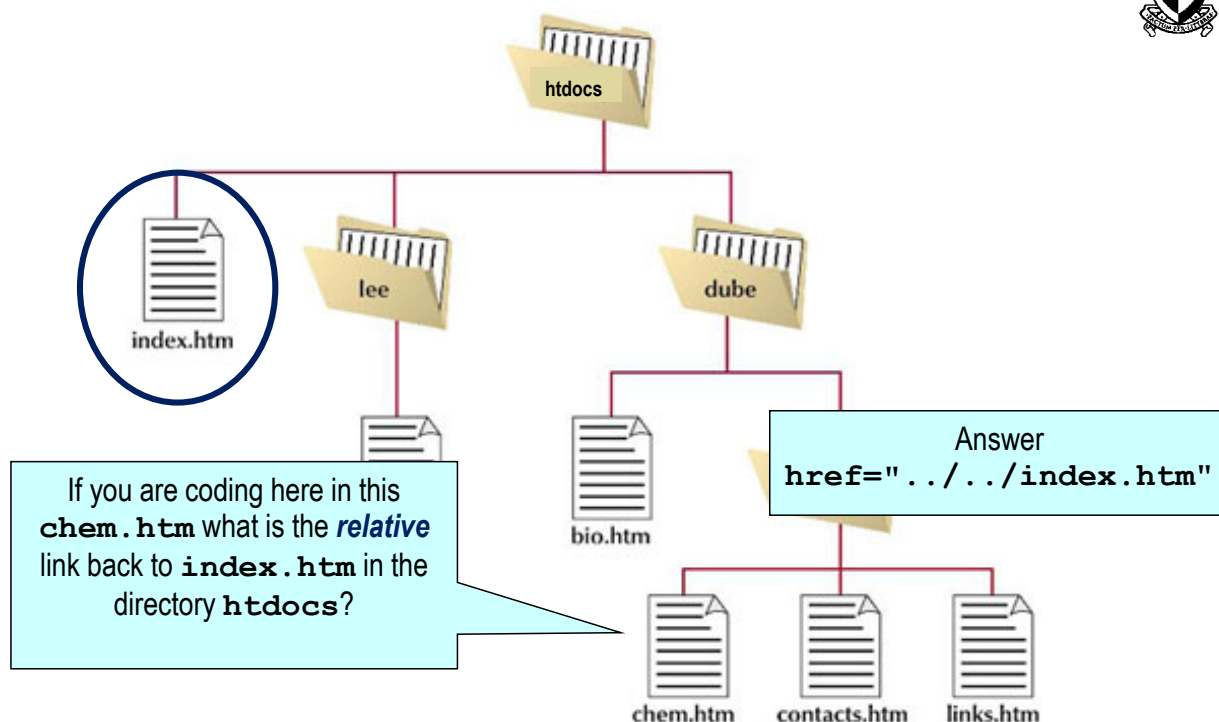 htdocs
index.htm
lee
dube
Answer
href="../../index.htm"
If you are coding here in this
chem.htm what is the relative
link back to index.htm in the
directory htdocs?
bio.htm
chem.htm
contacts.htm
links.htm